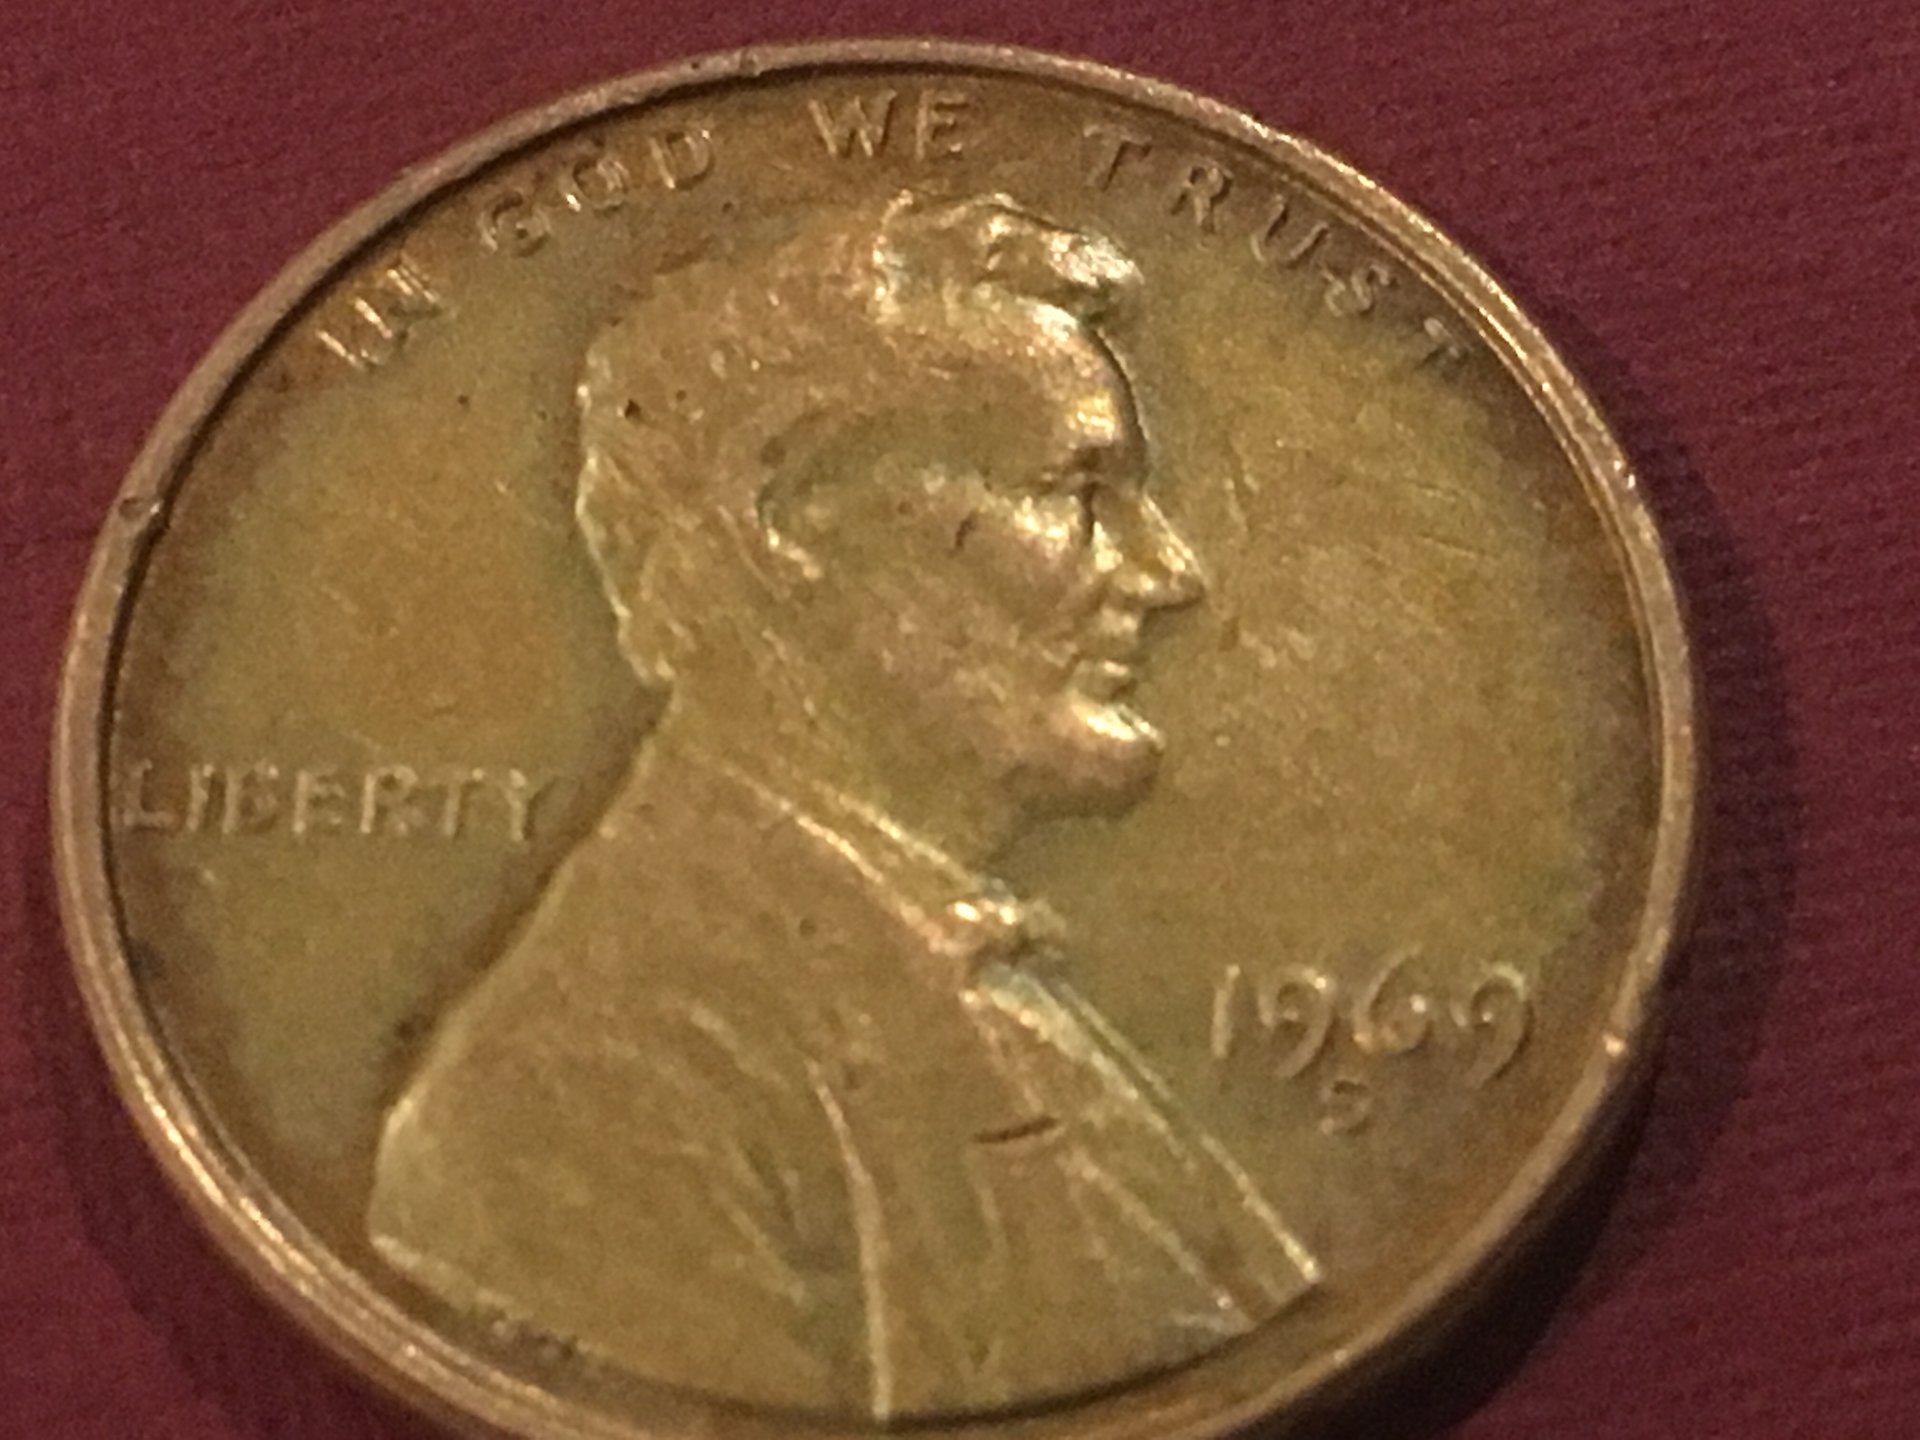 IN GOD WE TRUST
LIBERTY
1969
S